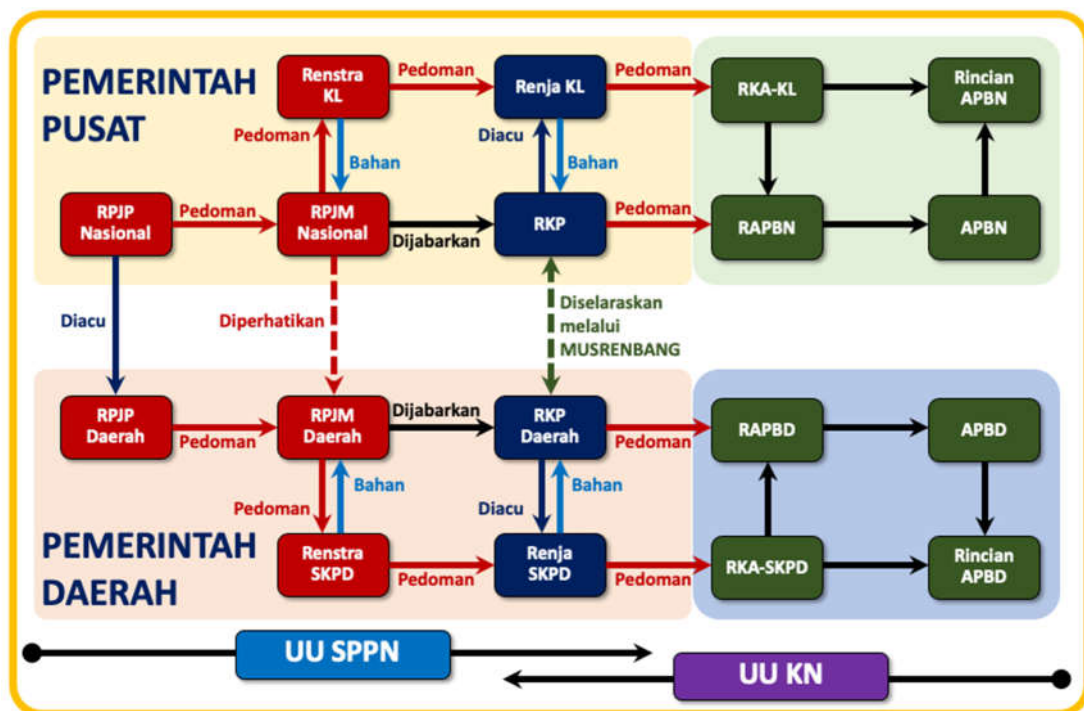 PEMERINTAH
PUSAT
Renstra
KL
Pedoman
Renja KL
Pedoman
RKA-KL
Rincian
APBN
Pedoman
Bahan
Diacu
Bahan
RPJP
Nasional
Pedoman
RPJM
Nasional
Dijabarkan
RKP
Pedoman
RAPBN
APBN
Diacu
Diperhatikan
Diselaraskan
melalui
MUSRENBANG
RPJP
Daerah
Pedoman
RPJM
Daerah
Dijabarkan
RKP
Daerah
Pedoman
RAPBD
APBD
Pedoman
Bahan
Diacu
Bahan
PEMERINTAH
DAERAH
Renstra
SKPD
Pedoman
Renja
SKPD
Pedoman
RKA-SKPD
Rincian
APBD
UU SPPN
UU KN